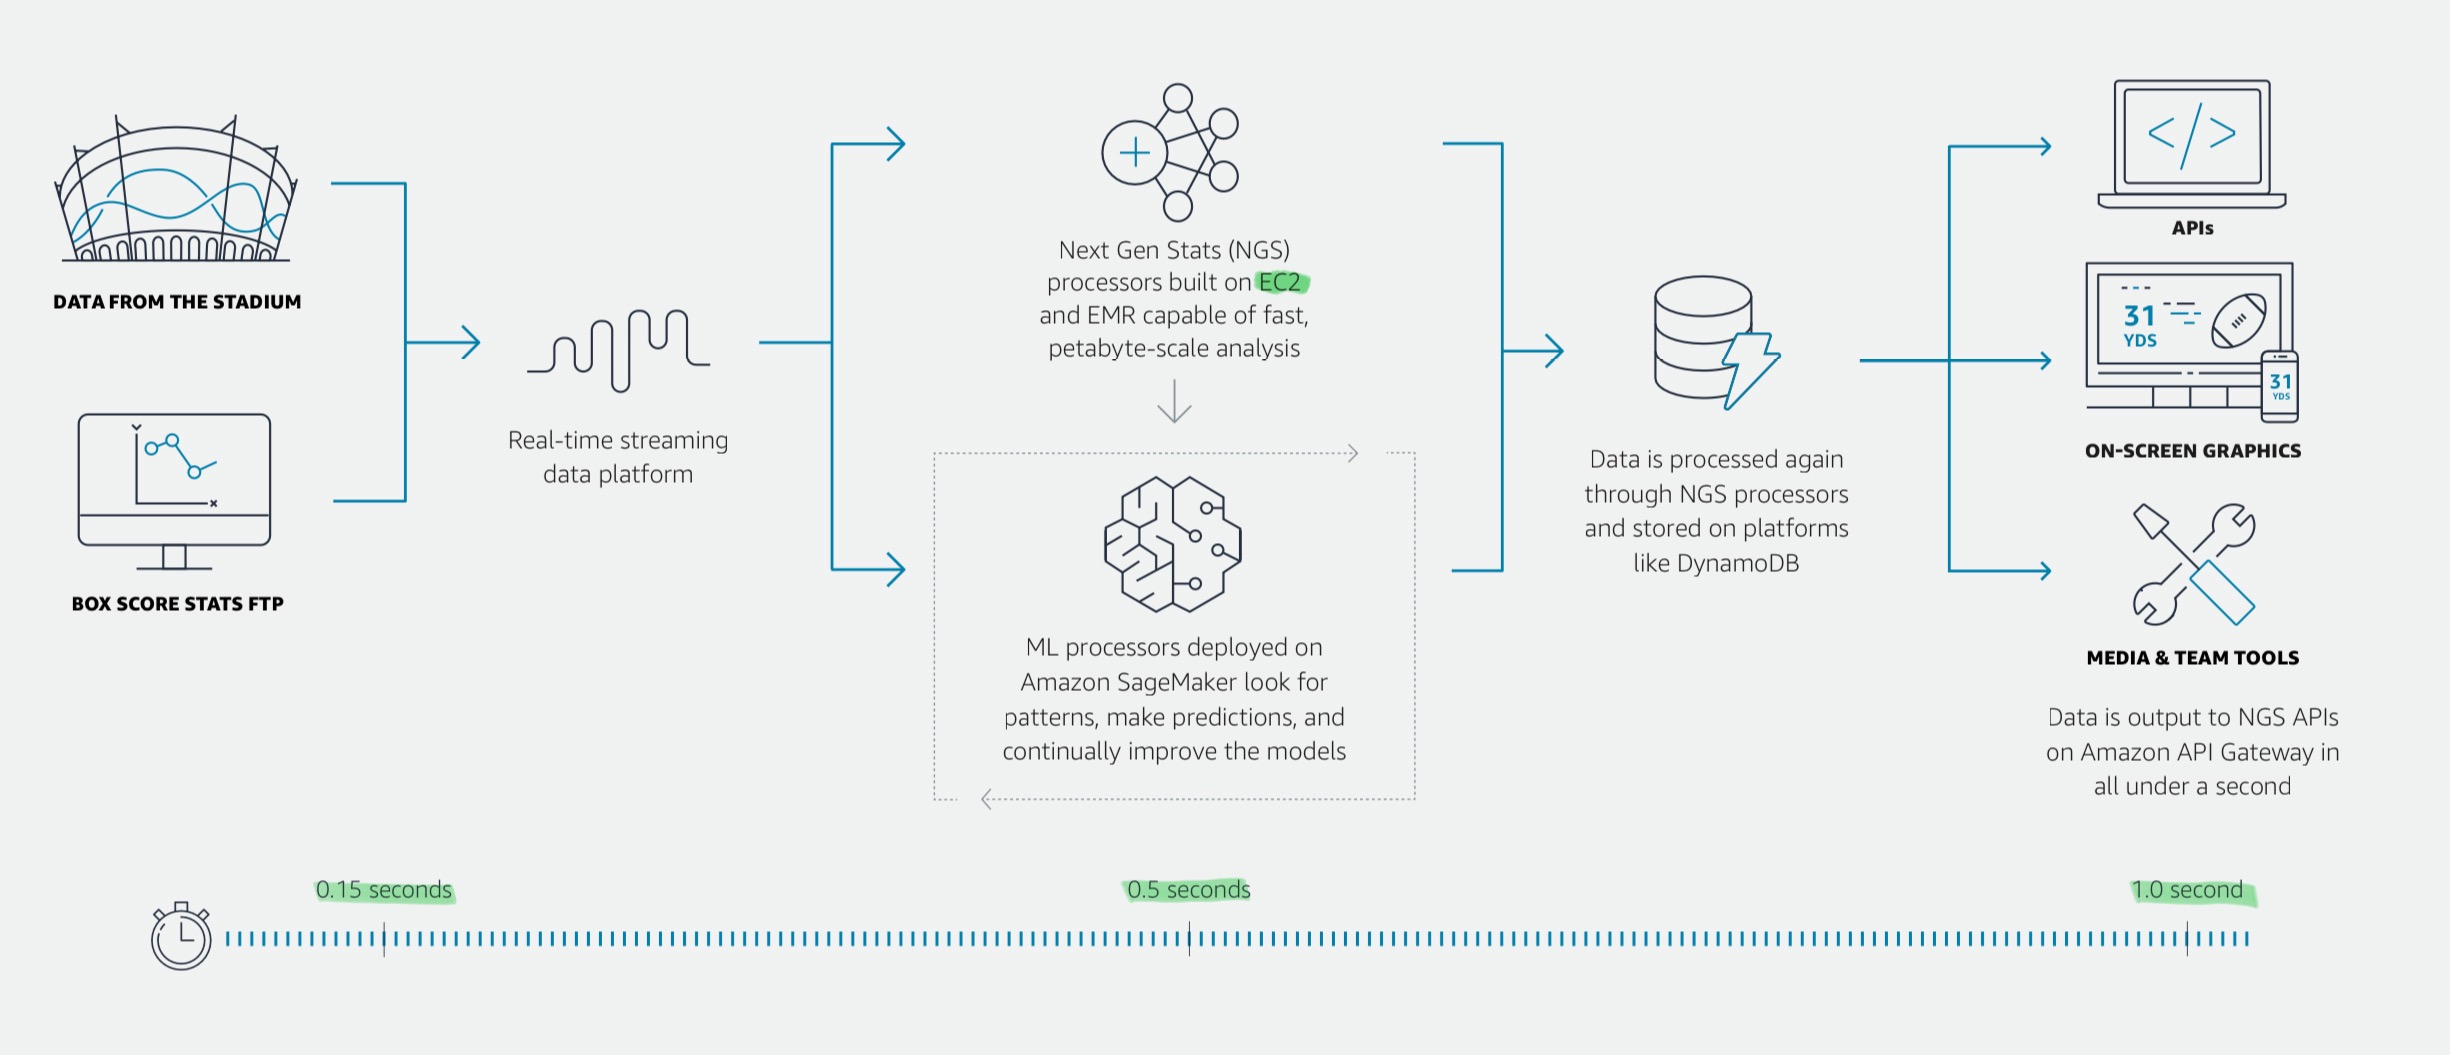 DATA FROM THE STADIUM
BOX SCORE STATS FTP
Real-time streaming
data platform
Next Gen Stats (NGS)
processors built on EC2
and EMR capable of fast,
petabyte-scale analysis
ML processors deployed on
Amazon SageMaker look for
patterns, make predictions, and
continually improve the models
Data is processed again
through NGS processors
and stored on platforms
like DynamoDB
</>
APIs
31
YDS
31
YDS
ON-SCREEN GRAPHICS
MEDIA & TEAM TOOLS
Data is output to NGS APIs
on Amazon API Gateway in
all under a second
0.15 seconds
0.5 seconds
1.0 second